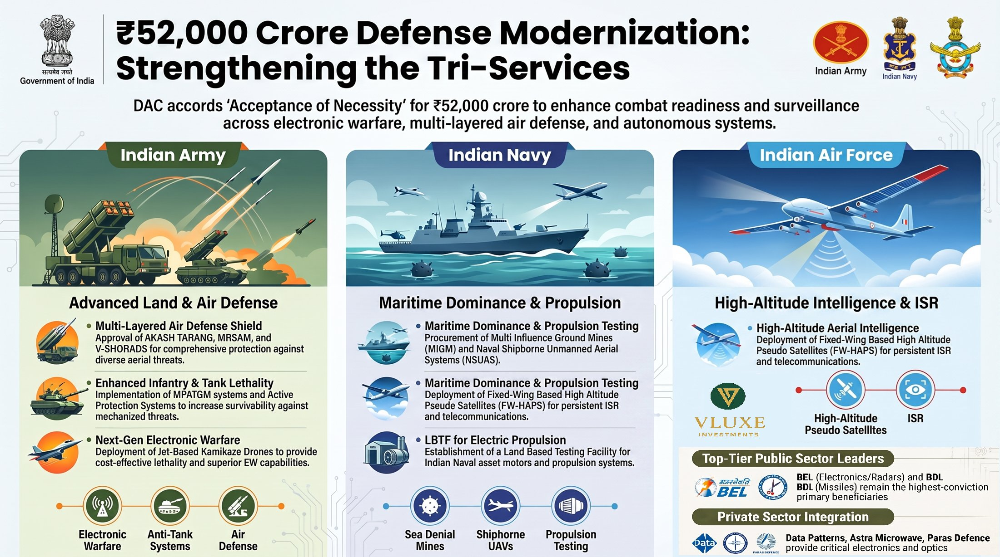 सत्यमेव जयते
Government of India
₹52,000 Crore Defense Modernization:
Strengthening the Tri-Services
Indian Army
Indian Navy
DAC accords ‘Acceptance of Necessity’ for ₹52,000 crore to enhance combat readiness and surveillance
across electronic warfare, multi-layered air defense, and autonomous systems.
Indian Army
Advanced Land & Air Defense
• Multi-Layered Air Defense Shield
Approval of AKASH TARANG, MRSAM, and
V-SHORADS for comprehensive protection against
diverse aerial threats.
• Enhanced Infantry & Tank Lethality
Implementation of MPATGM systems and Active
Protection Systems to increase survivability against
mechanized threats.
• Next-Gen Electronic Warfare
Deployment of Jet-Based Kamikaze Drones to provide
cost-effective lethality and superior EW capabilities.
Electronic
Warfare
Anti-Tank
Systems
Air
Defense
Indian Navy
Maritime Dominance & Propulsion
• Maritime Dominance & Propulsion Testing
Procurement of Multi Influence Ground Mines
(MIGM) and Naval Shipborne Unmanned Aerial
Systems (NSUAS).
• Maritime Dominance & Propulsion Testing
Deployment of Fixed-Wing Based High Altitude
Pseude Satellites (FW-HAPS) for persistent ISR
and telecommunications.
• LBTF for Electric Propulsion
Establishment of a Land Based Testing Facility for
Indian Naval asset motors and propulsion systems.
Sea Denial
Mines
Shiphorne
UAVs
Propulsion
Testing
Indian Air Force
High-Altitude Intelligence & ISR
• High-Altitude Aerial Intelligence
Deployment of Fixed-Wing Based High Altitude
Pseudo Satellites (FW-HAPS) for persistent ISR
and telecommunications.
High-Altitude
Pseudo Satellltes
ISR
VLUXE
INVESTMENTS
Top-Tier Public Sector Leaders
BEL
BEL (Electronics/Radars) and BDL
BDL (Missiles) remain the highest-conviction
primary beneficiaries
Private Sector Integration
Data
PARAS DEFENCE
Data Patterns, Astra Microwave, Paras Defence
provide critical electronics and optics